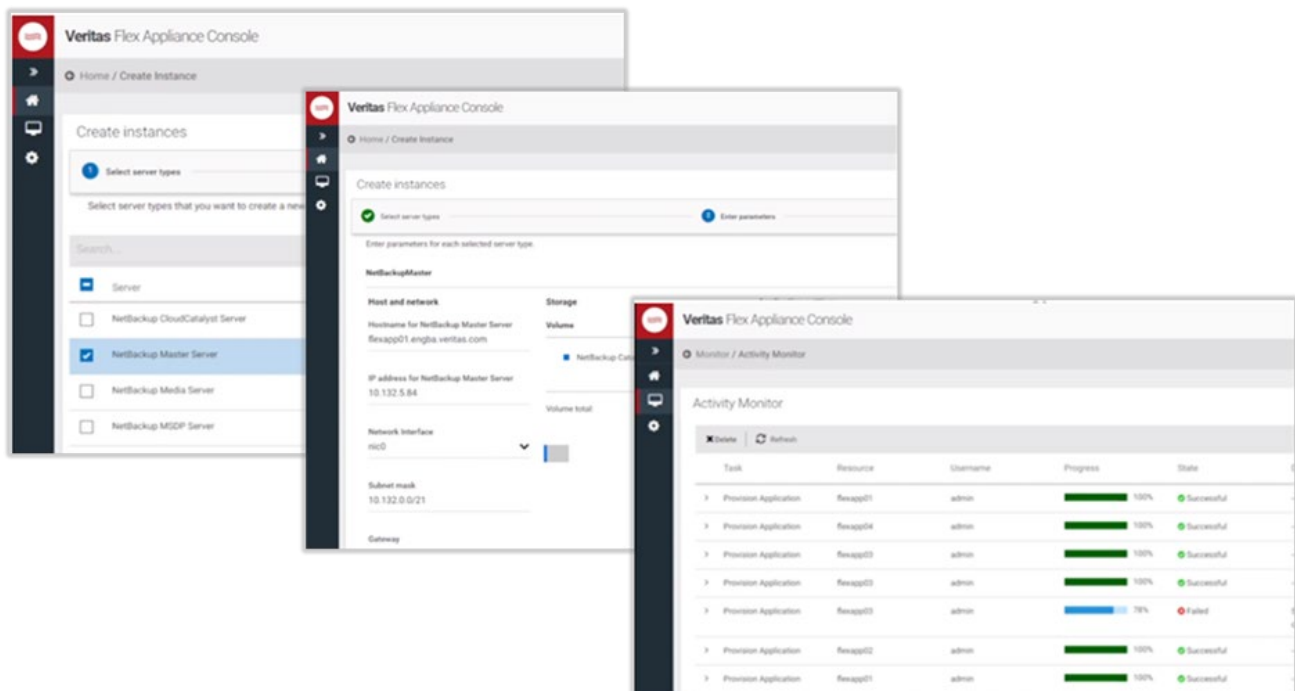 Veritas Flex Appliance Console
Home / Create Instance
Create instances
1 Select server types
Select server types that you want to create a new
Search...
Server
NetBackup CloudCatalyst Server
NetBackup Master Server
NetBackup Media Server
NetBackup MSDP Server
Veritas Flex Appliance Console
Home / Create Instance
Create instances
Select server types
Enter parameters
Enter parameters for each selected server type.
NetBackupMaster
Host and network
Storage
Hostname for NetBackup Master Server
Volume
flexapp01.engba.veritas.com
NetBackup
IP address for NetBackup Master Server
10.132.5.84
Volume total:
Network Interface
nic0
Subnet mask
10.132.0.0/21
Gateway
Veritas Flex Appliance Console
Monitor / Activity Monitor
Activity Monitor
Delete Refresh
Task Resource Username Progress State
Provision Application flexapp01 admin 100% Successful
Provision Application flexapp04 admin 100% Successful
Provision Application flexapp03 admin 100% Successful
Provision Application flexapp03 admin 100% Successful
Provision Application flexapp03 admin 78% Failed
Provision Application flexapp02 admin 100% Successful
Provision Application flexapp01 admin 100% Successful